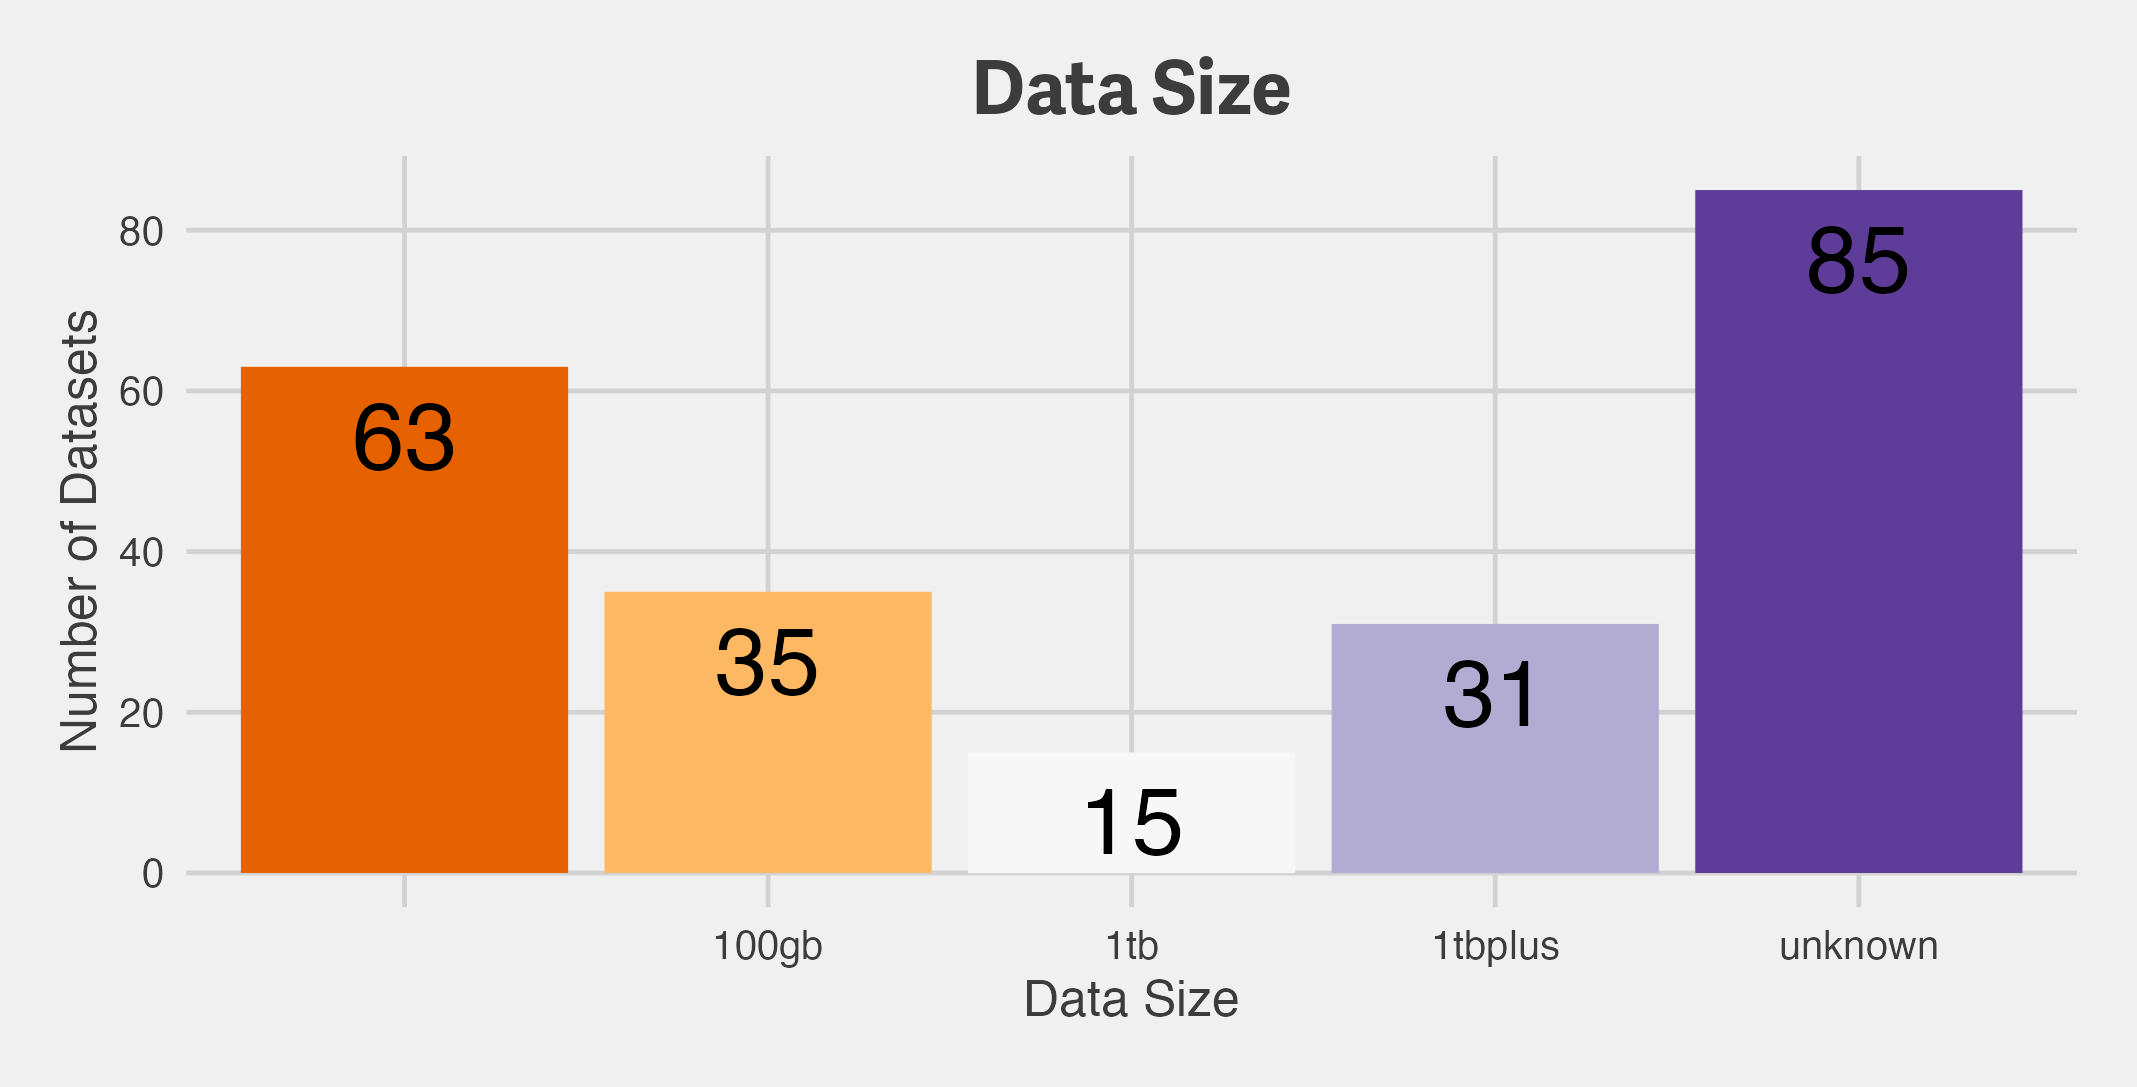 Data Size
Number of Datasets
80
60
40
20
0
63
35
15
31
85
100gb
1tb
1tbplus
unknown
Data Size